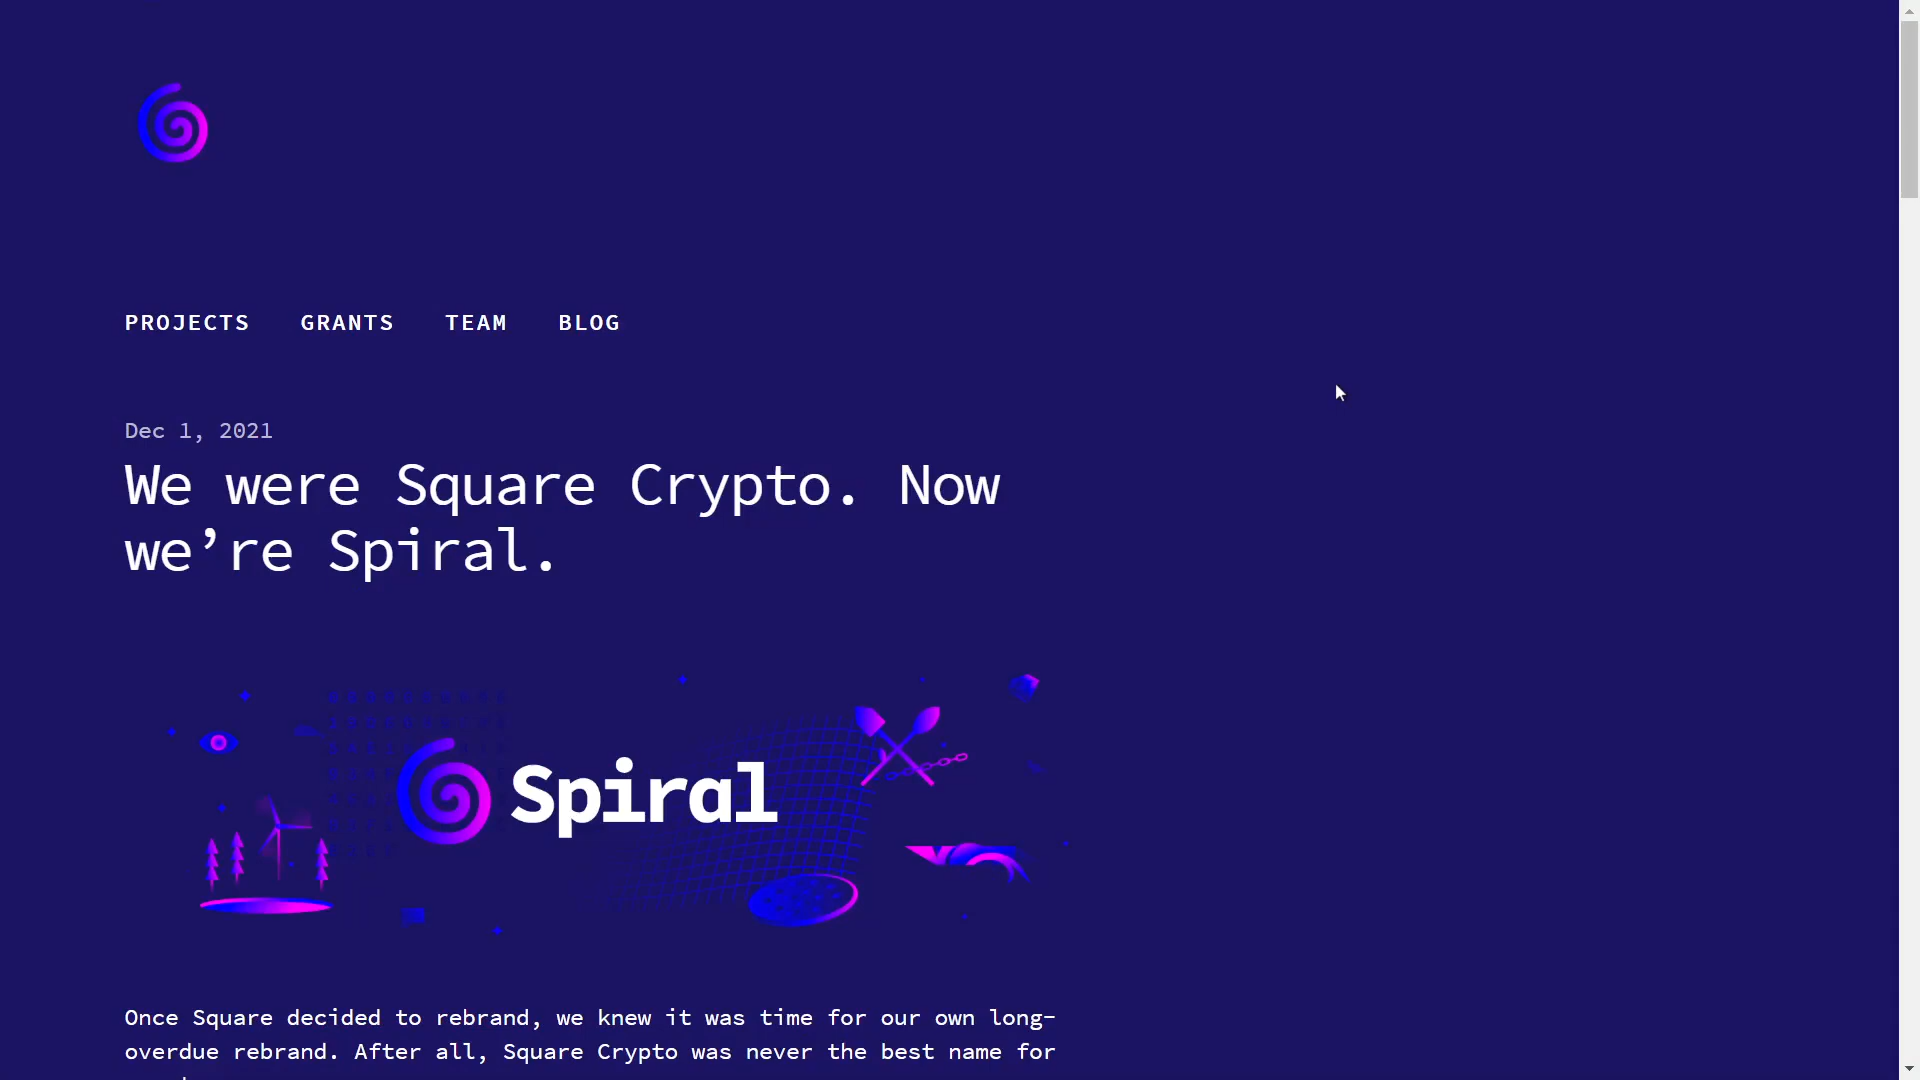 PROJECTS GRANTS TEAM BLOG
Dec 1, 2021
We were Square Crypto. Now
we’re Spiral.
Spiral
Once Square decided to rebrand, we knew it was time for our own long-
overdue rebrand. After all, Square Crypto was never the best name for